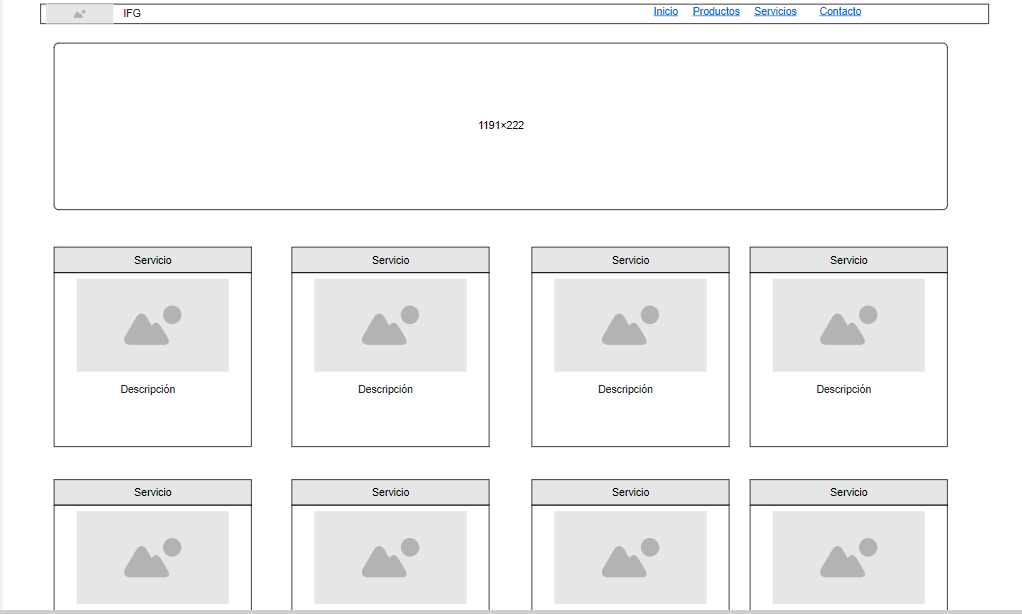 IFG Inicio Productos Servicios Contacto
1191×222
Servicio Servicio Servicio Servicio
Descripción Descripción Descripción Descripción
Servicio Servicio Servicio Servicio